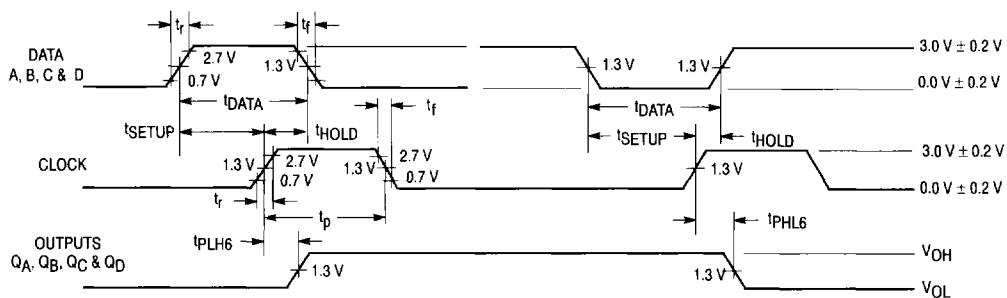 tr
tf
DATA
A, B, C & D
2.7 V
0.7 V
1.3 V
1.3 V
1.3 V
3.0 V ± 0.2 V
0.0 V ± 0.2 V
tDATA
tDATA
tSETUP
tHOLD
tf
tSETUP
tHOLD
CLOCK
1.3 V
2.7 V
0.7 V
1.3 V
2.7 V
0.7 V
1.3 V
3.0 V ± 0.2 V
0.0 V ± 0.2 V
tr
tp
tPLH6
tPHL6
OUTPUTS
QA, QB, QC & QD
1.3 V
1.3 V
VOH
VOL